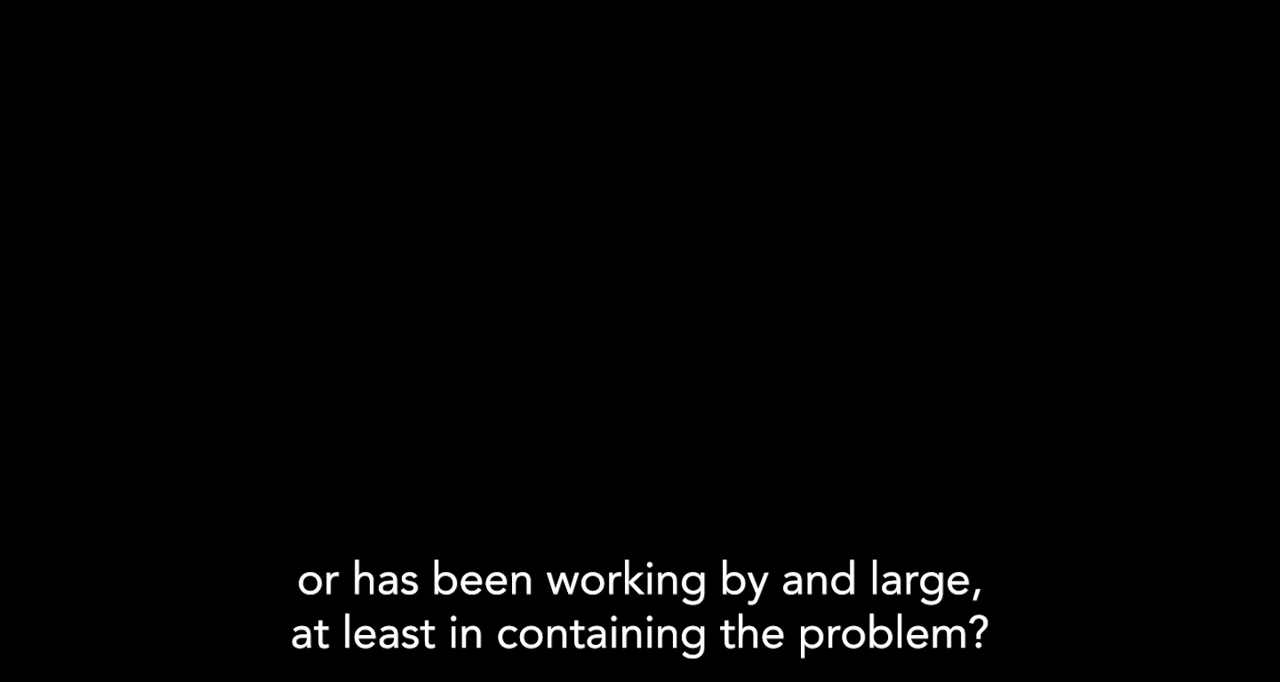 or has been working by and large,
at least in containing the problem?